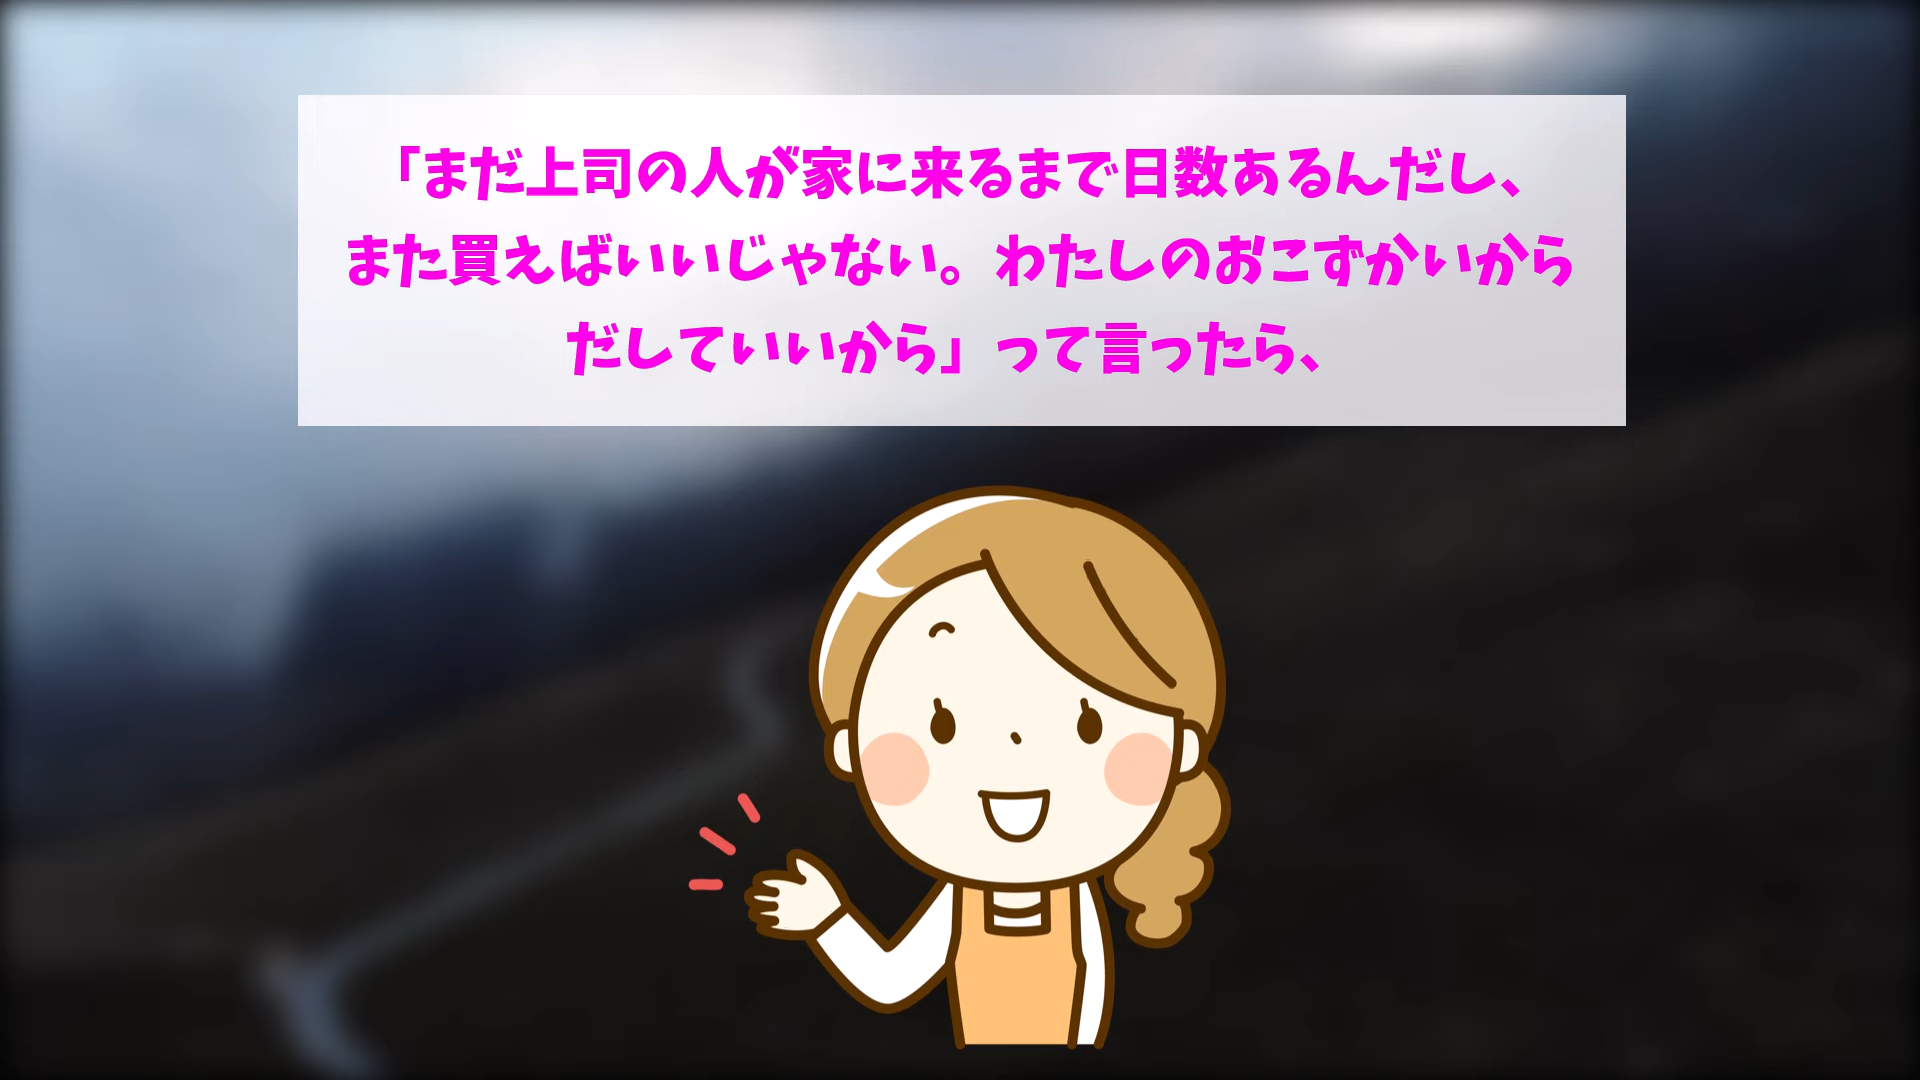 「まだ上司の人が家に来るまで日数あるんだし、
また買えばいいじゃない。わたしのおこずかいから
だしていいから」って言ったら、